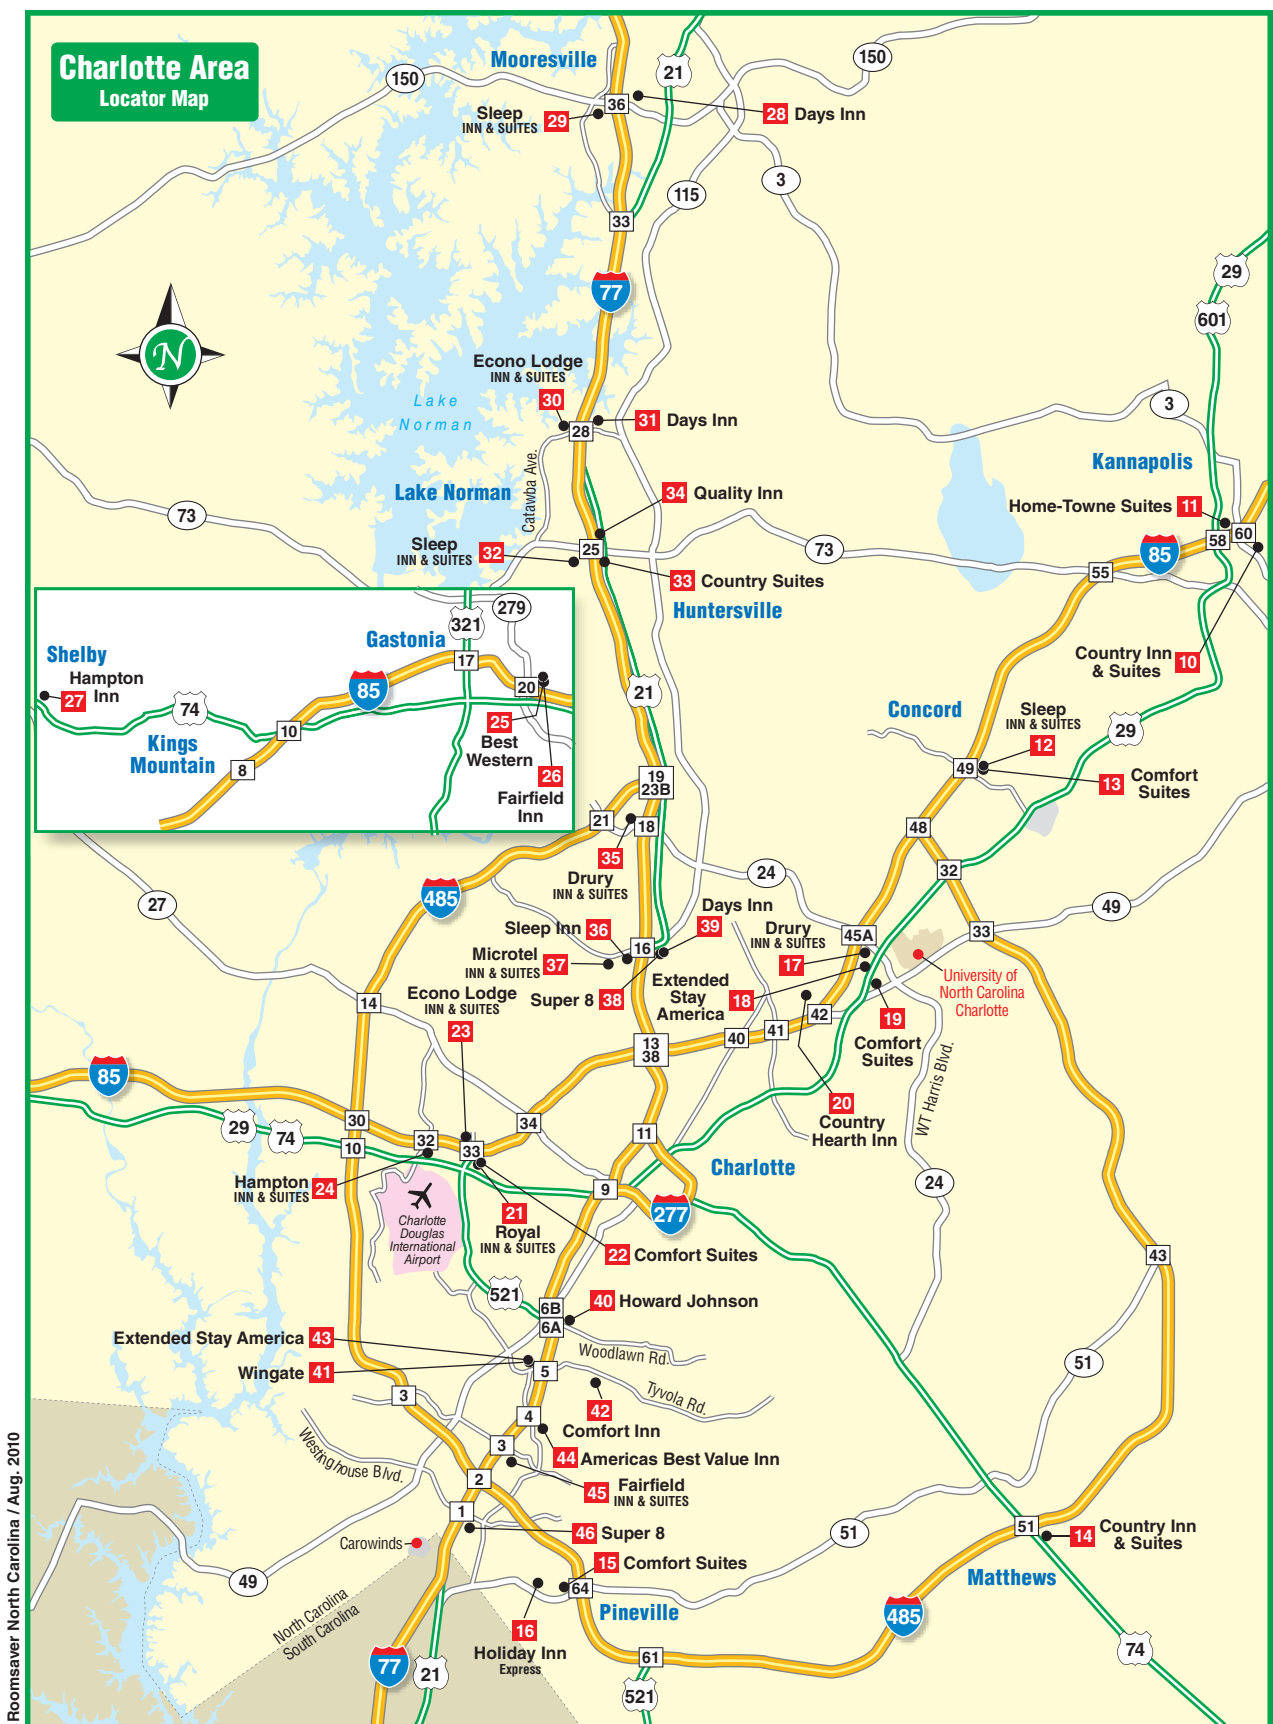 Charlotte Area
Locator Map
Mooresville
150
21
150
36
28 Days Inn
Sleep
INN & SUITES 29
115
3
33
77
29
601
Econo Lodge
INN & SUITES
30
Lake
Norman
28
31 Days Inn
3
Kannapolis
Lake Norman
Catawba Ave.
34 Quality Inn
Home-Towne Suites 11
73
58
60
Sleep
INN & SUITES 32
25
73
85
55
33 Country Suites
Huntersville
279
321
Gastonia
17
Shelby
Hampton
Inn
27
85
20
74
10
25
Best
Western
Kings
Mountain
8
26
Fairfield
Inn
Country Inn
& Suites 10
21
Concord
Sleep
INN & SUITES
12
29
49
13 Comfort
Suites
19
23B
21
18
48
35
Drury
INN & SUITES
32
24
485
27
49
Days Inn
39
Drury
INN & SUITES
17
45A
33
Sleep Inn 36
16
Microtel
INN & SUITES 37
Super 8 38
Extended
Stay
America
18
University of
North Carolina
Charlotte
Econo Lodge
INN & SUITES
23
14
19
Comfort
Suites
42
41
40
13
38
WT Harris Blvd.
85
20
Country
Hearth Inn
29
74
30
10
32
33
34
11
Charlotte
Hampton
INN & SUITES 24
9
24
277
Charlotte
Douglas
International
Airport
21
Royal
INN & SUITES
22 Comfort Suites
43
521
6B
6A
40 Howard Johnson
Extended Stay America 43
Woodlawn Rd.
Wingate 41
5
51
3
Tyvola Rd.
42
Comfort Inn
4
Westinghouse Blvd.
3
44 Americas Best Value Inn
2
45 Fairfield
INN & SUITES
1
46 Super 8
51
51
14 Country Inn
& Suites
Carowinds
15 Comfort Suites
49
64
Matthews
North Carolina
South Carolina
16
Holiday Inn
Express
Pineville
485
77
21
61
74
521
Roomsaver North Carolina / Aug. 2010
N